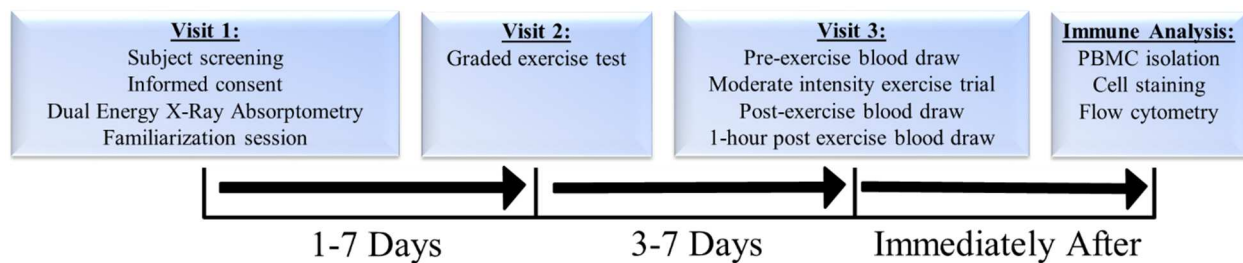 Visit 1:
Subject screening
Informed consent
Dual Energy X-Ray Absorptometry
Familiarization session
Visit 2:
Graded exercise test
Visit 3:
Pre-exercise blood draw
Moderate intensity exercise trial
Post-exercise blood draw
1-hour post exercise blood draw
Immune Analysis:
PBMC isolation
Cell staining
Flow cytometry
1-7 Days
3-7 Days
Immediately After